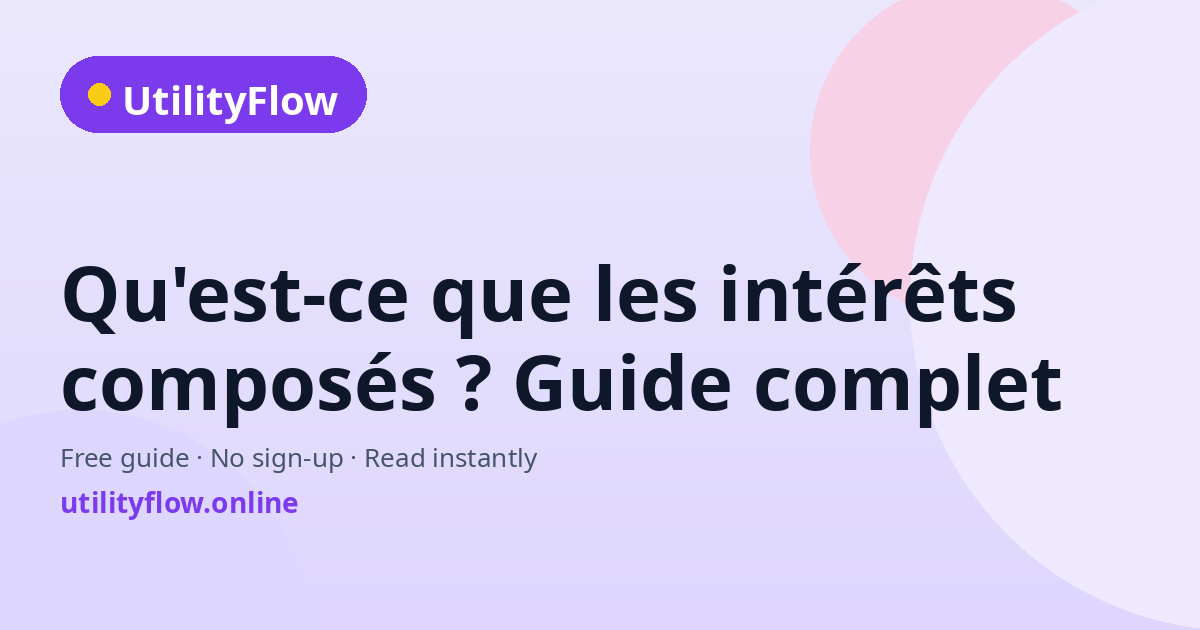 UtilityFlow
Qu'est-ce que les intérêts
composés ? Guide complet
Free guide · No sign-up · Read instantly
utilityflow.online